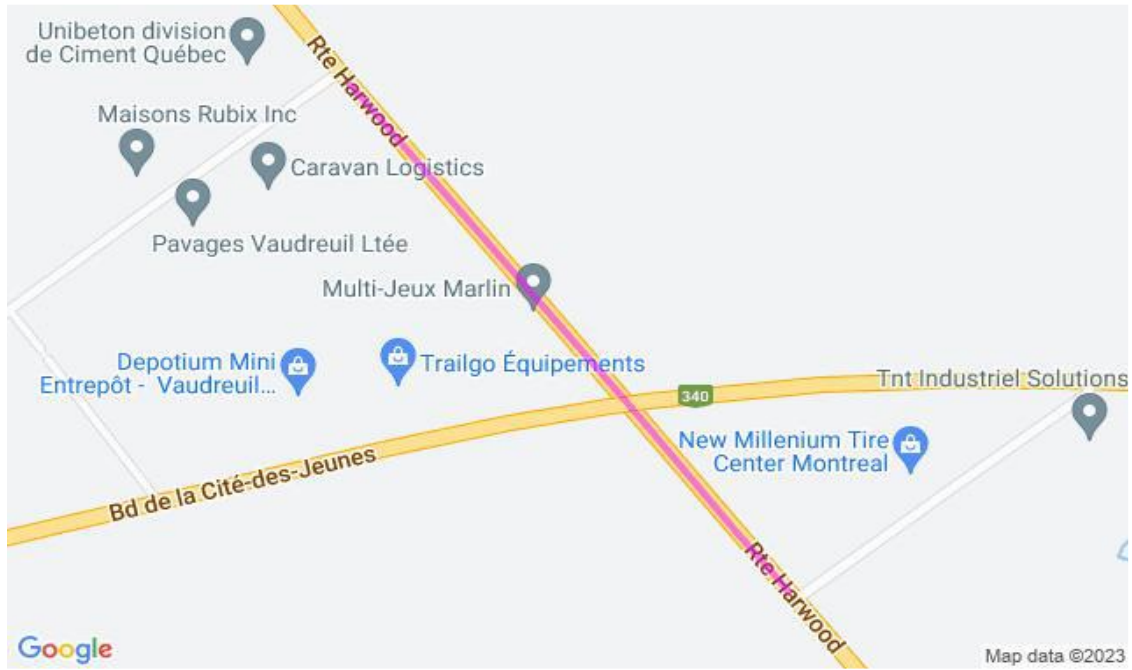 Unibeton division
de Ciment Québec
Rte Harwood
Maisons Rubix Inc
Caravan Logistics
Pavages Vaudreuil Ltée
Multi-Jeux Marlin
Depotium Mini
Entrepôt - Vaudreuil...
Trailgo Équipements
340
Tnt Industriel Solutions
New Millenium Tire
Center Montreal
Bd de la Cité-des-Jeunes
Rte Harwood
Google
Map data ©2023